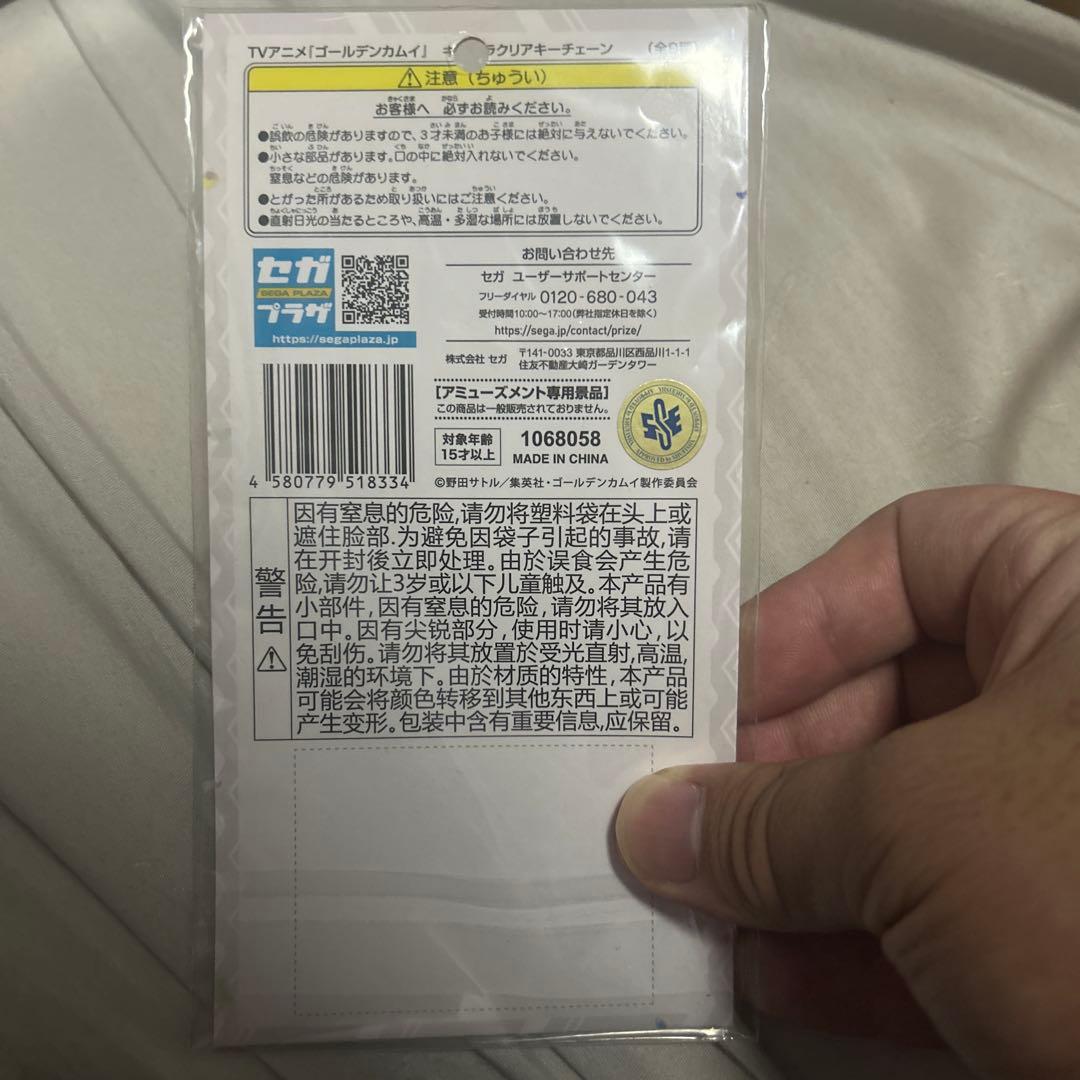 TVアニメ「ゴールデンカムイ」 キ ラクリアキーチェーン (全9種)
⚠注意(ちゅうい)
お客様へ 必ずお読みください。
●誤飲の危険がありますので、3才未満のお子様には絶対に与えないでください。
●小さな部品があります。口の中に絶対入れないでください。
窒息などの危険があります。
●とがった所があるため取り扱いにはご注意ください。
●直射日光の当たるところや、高温・多湿な場所には放置しないでください。
セガ
SEGA PLAZA
プラザ
https://segaplaza.jp
お問い合わせ先
セガ ユーザーサポートセンター
フリーダイヤル 0120-680-043
受付時間10:00~17:00(弊社指定休日を除く)
https://sega.jp/contact/prize/
株式会社 セガ 〒141-0033 東京都品川区西品川1-1-1
住友不動産大崎ガーデンタワー
4 580779 518334
[アミューズメント専用景品]
この商品は一般販売されておりません。
対象年齢
15才以上
1068058
MADE IN CHINA
©野田サトル/集英社・ゴールデンカムイ製作委員会
警告⚠
因有窒息的危险,请勿将塑料袋在头上或
遮住脸部.为避免因袋子引起的事故,请
在开封後立即处理。由於误食会产生危
险,请勿让3岁或以下儿童触及。本产品有
小部件,因有窒息的危险,请勿将其放入
口中。因有尖锐部分,使用时请小心,以
免刮伤。请勿将其放置於受光直射,高温,
潮湿的环境下。由於材质的特性,本产品
可能会将颜色转移到其他东西上或可能
产生变形。包装中含有重要信息,应保留。